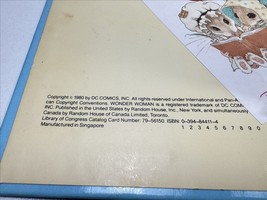 Copyright © 1980 by DC COMICS, INC. All rights reserved under International and Pan-A
can Copyright Conventions. WONDER WOMAN is a registered trademark of DC COMI
INC. Published in the United States by Random House, Inc., New York, and simultaneously
Canada by Random House of Canada Limited, Toronto.
Library of Congress Catalog Card Number: 79-56150. ISBN: 0-394-84411-4
Manufactured in Singapore
1 2 3 4 5 6 7 8 9 0